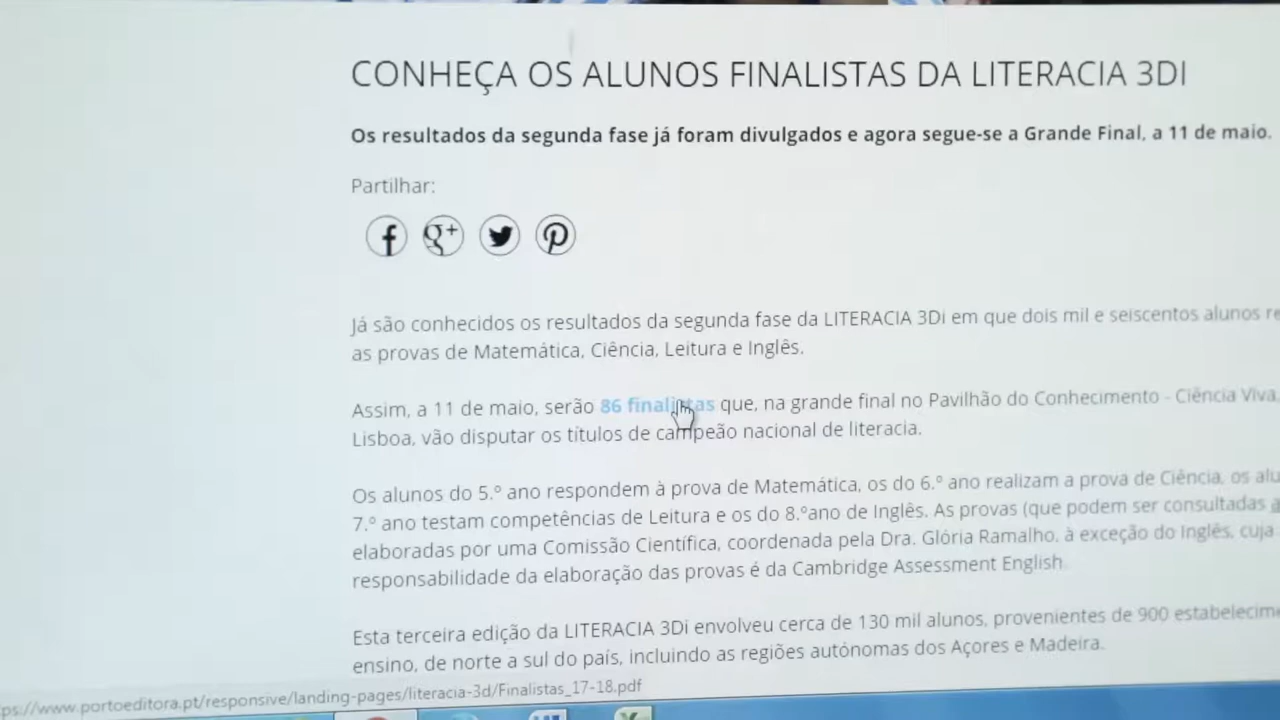 CONHEÇA OS ALUNOS FINALISTAS DA LITERACIA 3DI
Os resultados da segunda fase já foram divulgados e agora segue-se a Grande Final, a 11 de maio.
Partilhar:
Já são conhecidos os resultados da segunda fase da LITERACIA 3Di em que dois mil e seiscentos alunos re
as provas de Matemática, Ciência, Leitura e Inglês.
Assim, a 11 de maio, serão 86 finalistas que, na grande final no Pavilhão do Conhecimento - Ciência Viva,
Lisboa, vão disputar os títulos de campeão nacional de literacia.
Os alunos do 5.º ano respondem à prova de Matemática, os do 6.º ano realizam a prova de Ciência, os alu
7.º ano testam competências de Leitura e os do 8.ºano de Inglês. As provas (que podem ser consultadas a
elaboradas por uma Comissão Científica, coordenada pela Dra. Glória Ramalho, à exceção do Inglês, cuja
responsabilidade da elaboração das provas é da Cambridge Assessment English.
Esta terceira edição da LITERACIA 3Di envolveu cerca de 130 mil alunos, provenientes de 900 estabelecime
ensino, de norte a sul do país, incluindo as regiões autónomas dos Açores e Madeira.
ps://www.portoeditora.pt/responsive/landing-pages/literacia-3d/Finalistas_17-18.pdf